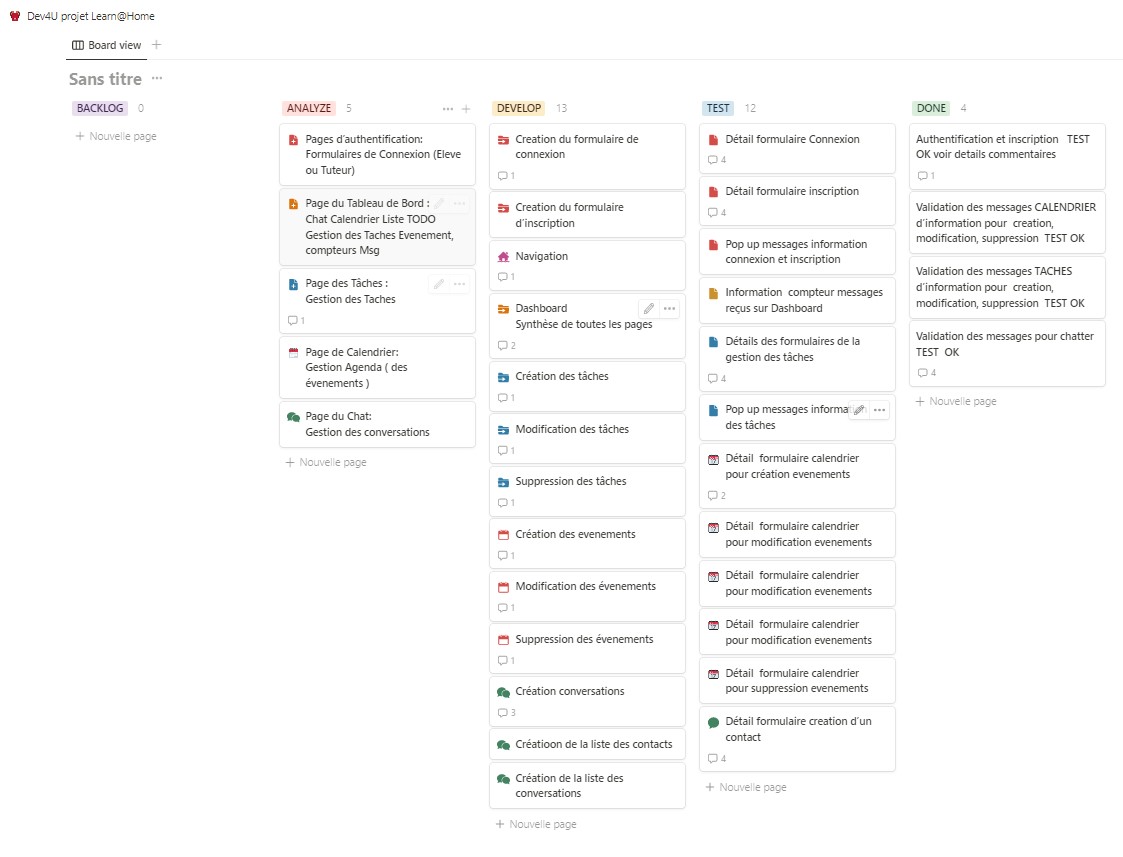 Dev4U projet Learn@Home
Board view
Sans titre ...
BACKLOG 0
+ Nouvelle page
ANALYZE 5
Pages d'authentification:
Formulaires de Connexion (Eleve
ou Tuteur)
Page du Tableau de Bord :
Chat Calendrier Liste TODO
Gestion des Taches Evenement,
compteurs Msg
Page des Tâches :
Gestion des Taches
1
Page de Calendrier:
Gestion Agenda ( des
évenements )
Page du Chat:
Gestion des conversations
+ Nouvelle page
DEVELOP 13
Creation du formulaire de
connexion
1
Creation du formulaire
d'inscription
Navigation
1
Dashboard
Synthèse de toutes les pages
2
Création des tâches
1
Modification des tâches
1
Suppression des tâches
1
Création des evenements
1
Modification des évenements
1
Suppression des évenements
1
Création conversations
3
Créatioon de la liste des contacts
Création de la liste des
conversations
+ Nouvelle page
TEST 12
Détail formulaire Connexion
4
Détail formulaire inscription
4
Pop up messages information
connexion et inscription
Information compteur messages
reçus sur Dashboard
Détails des formulaires de la
gestion des tâches
4
Pop up messages informa
des tâches
Détail formulaire calendrier
pour création evenements
2
Détail formulaire calendrier
pour modification evenements
Détail formulaire calendrier
pour modification evenements
Détail formulaire calendrier
pour modification evenements
Détail formulaire calendrier
pour suppression evenements
Détail formulaire creation d'un
contact
4
+ Nouvelle page
DONE 4
Authentification et inscription TEST
OK voir details commentaires
1
Validation des messages CALENDRIER
d'information pour creation,
modification, suppression TEST OK
Validation des messages TACHES
d'information pour creation,
modification, suppression TEST OK
Validation des messages pour chatter
TEST OK
4
+ Nouvelle page